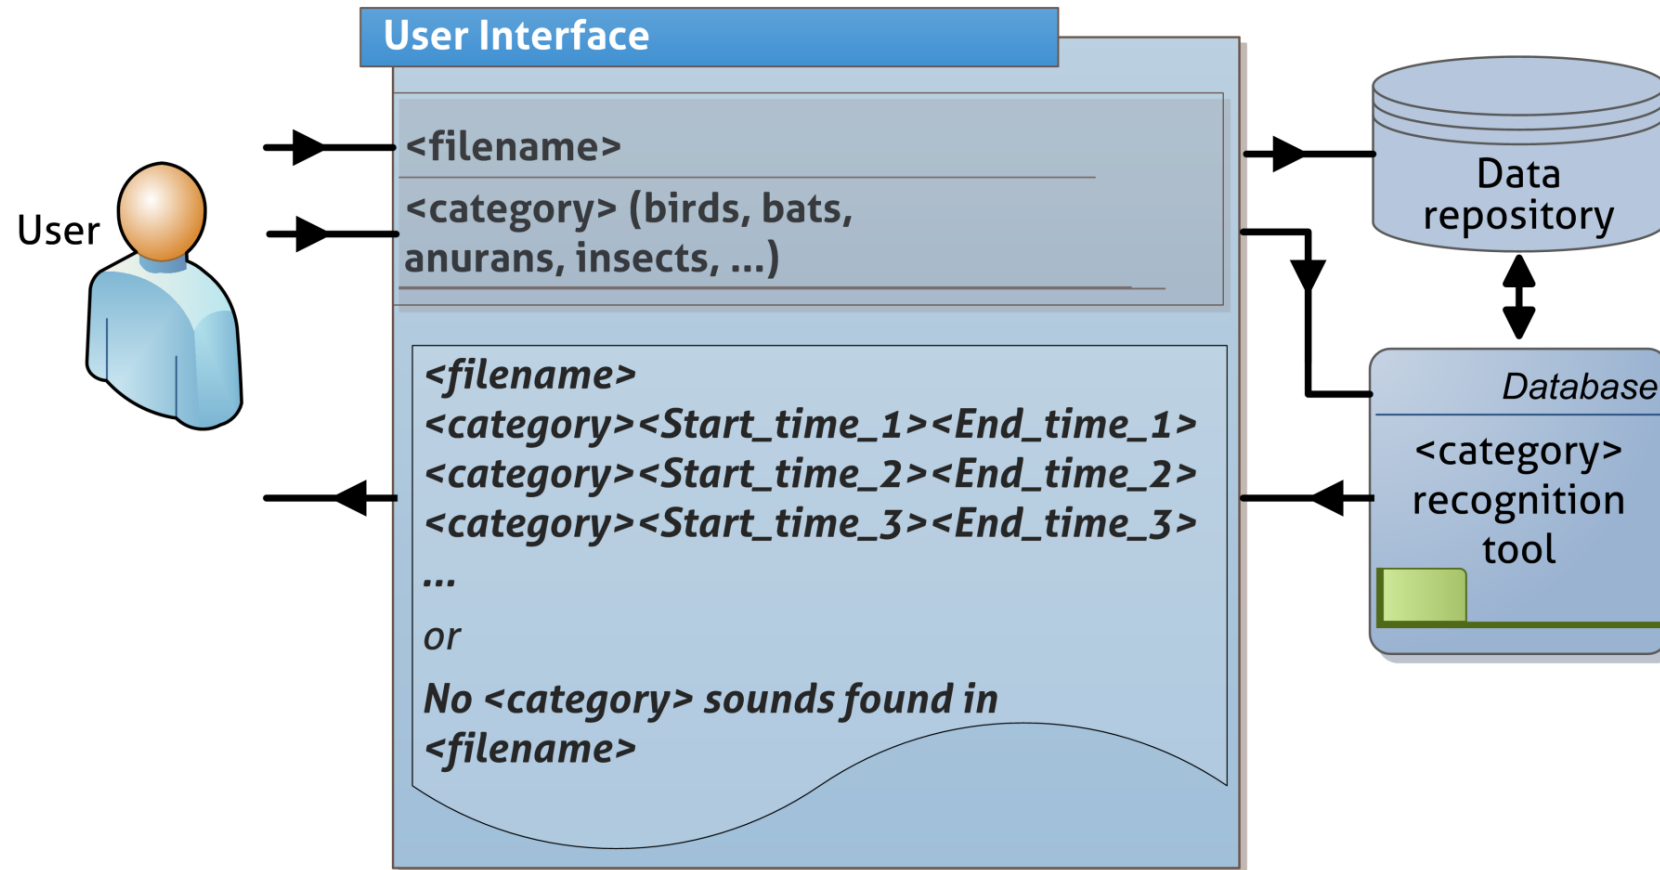 User Interface
User
<filename>
<category> (birds, bats,
anurans, insects, ...)
Data
repository
<filename>
<category><Start_time_1><End_time_1>
<category><Start_time_2><End_time_2>
<category><Start_time_3><End_time_3>
...
or
No <category> sounds found in
<filename>
Database
<category>
recognition
tool